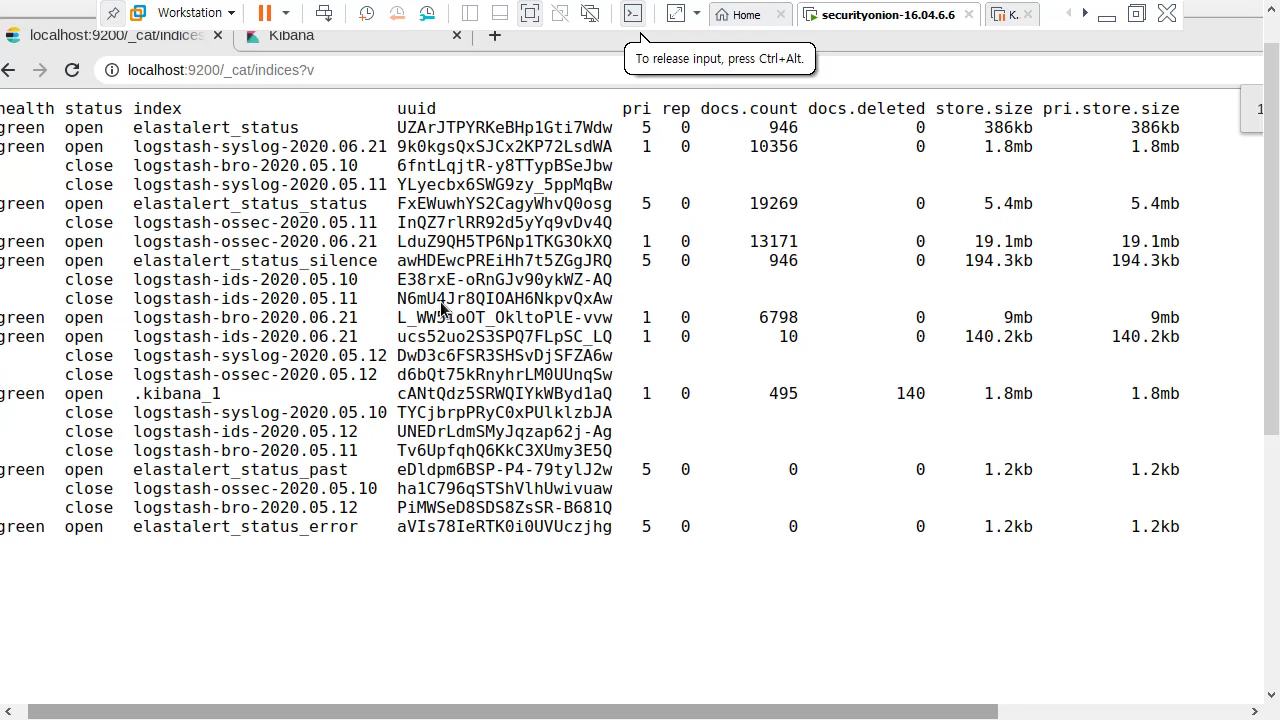 Workstation Home securityonion-16.04.6.6 K.
localhost:9200/_cat/indices Kibana
To release input, press Ctrl+Alt.
localhost:9200/_cat/indices?v
health status index uuid pri rep docs.count docs.deleted store.size pri.store.size
green open elastalert_status UZArJTPYRKeBHp1Gti7Wdw 5 0 946 0 386kb 386kb
green open logstash-syslog-2020.06.21 9k0kgsQxSJCx2KP72LsdWA 1 0 10356 0 1.8mb 1.8mb
close logstash-bro-2020.05.10 6fntLqjtR-y8TTypBSeJbw
close logstash-syslog-2020.05.11 YLyecbx6SWG9zy_5ppMqBw
green open elastalert_status_status FxEWuwhYS2CagyWhvQ0osg 5 0 19269 0 5.4mb 5.4mb
close logstash-ossec-2020.05.11 InQZ7rlRR92d5yYq9vDv4Q
green open logstash-ossec-2020.06.21 LduZ9QH5TP6Np1TKG3OkXQ 1 0 13171 0 19.1mb 19.1mb
green open elastalert_status_silence awHDEwcPREiHh7t5ZGgJRQ 5 0 946 0 194.3kb 194.3kb
close logstash-ids-2020.05.10 E38rxE-oRnGJv90ykWZ-AQ
close logstash-ids-2020.05.11 N6mU4Jr8QIOAH6NkpvQxAw
green open logstash-bro-2020.06.21 1 0 6798 0 9mb 9mb
green open logstash-ids-2020.06.21 ucs52uo2S3SPQ7FLpSC_LQ 1 0 10 0 140.2kb 140.2kb
close logstash-syslog-2020.05.12 DwD3c6FSR3SHSvDjSFZA6w
close logstash-ossec-2020.05.12 d6bQt75kRnyhrLM0UUnqSw
green open .kibana_1 cANtQdz5SRWQIYkWByd1aQ 1 0 495 140 1.8mb 1.8mb
close logstash-syslog-2020.05.10 TYCjbrpPRyC0xPUlklzbJA
close logstash-ids-2020.05.12 UNEDrLdmSMyJqzap62j-Ag
close logstash-bro-2020.05.11 Tv6UpfqhQ6KkC3XUmy3E5Q
green open elastalert_status_past eDldpm6BSP-P4-79tylJ2w 5 0 0 0 1.2kb 1.2kb
close logstash-ossec-2020.05.10 ha1C796qSTShVlhUwivuaw
close logstash-bro-2020.05.12 PiMWSeD8SDS8ZsSR-B681Q
green open elastalert_status_error aVIs78IeRTK0i0UVUczjhg 5 0 0 0 1.2kb 1.2kb